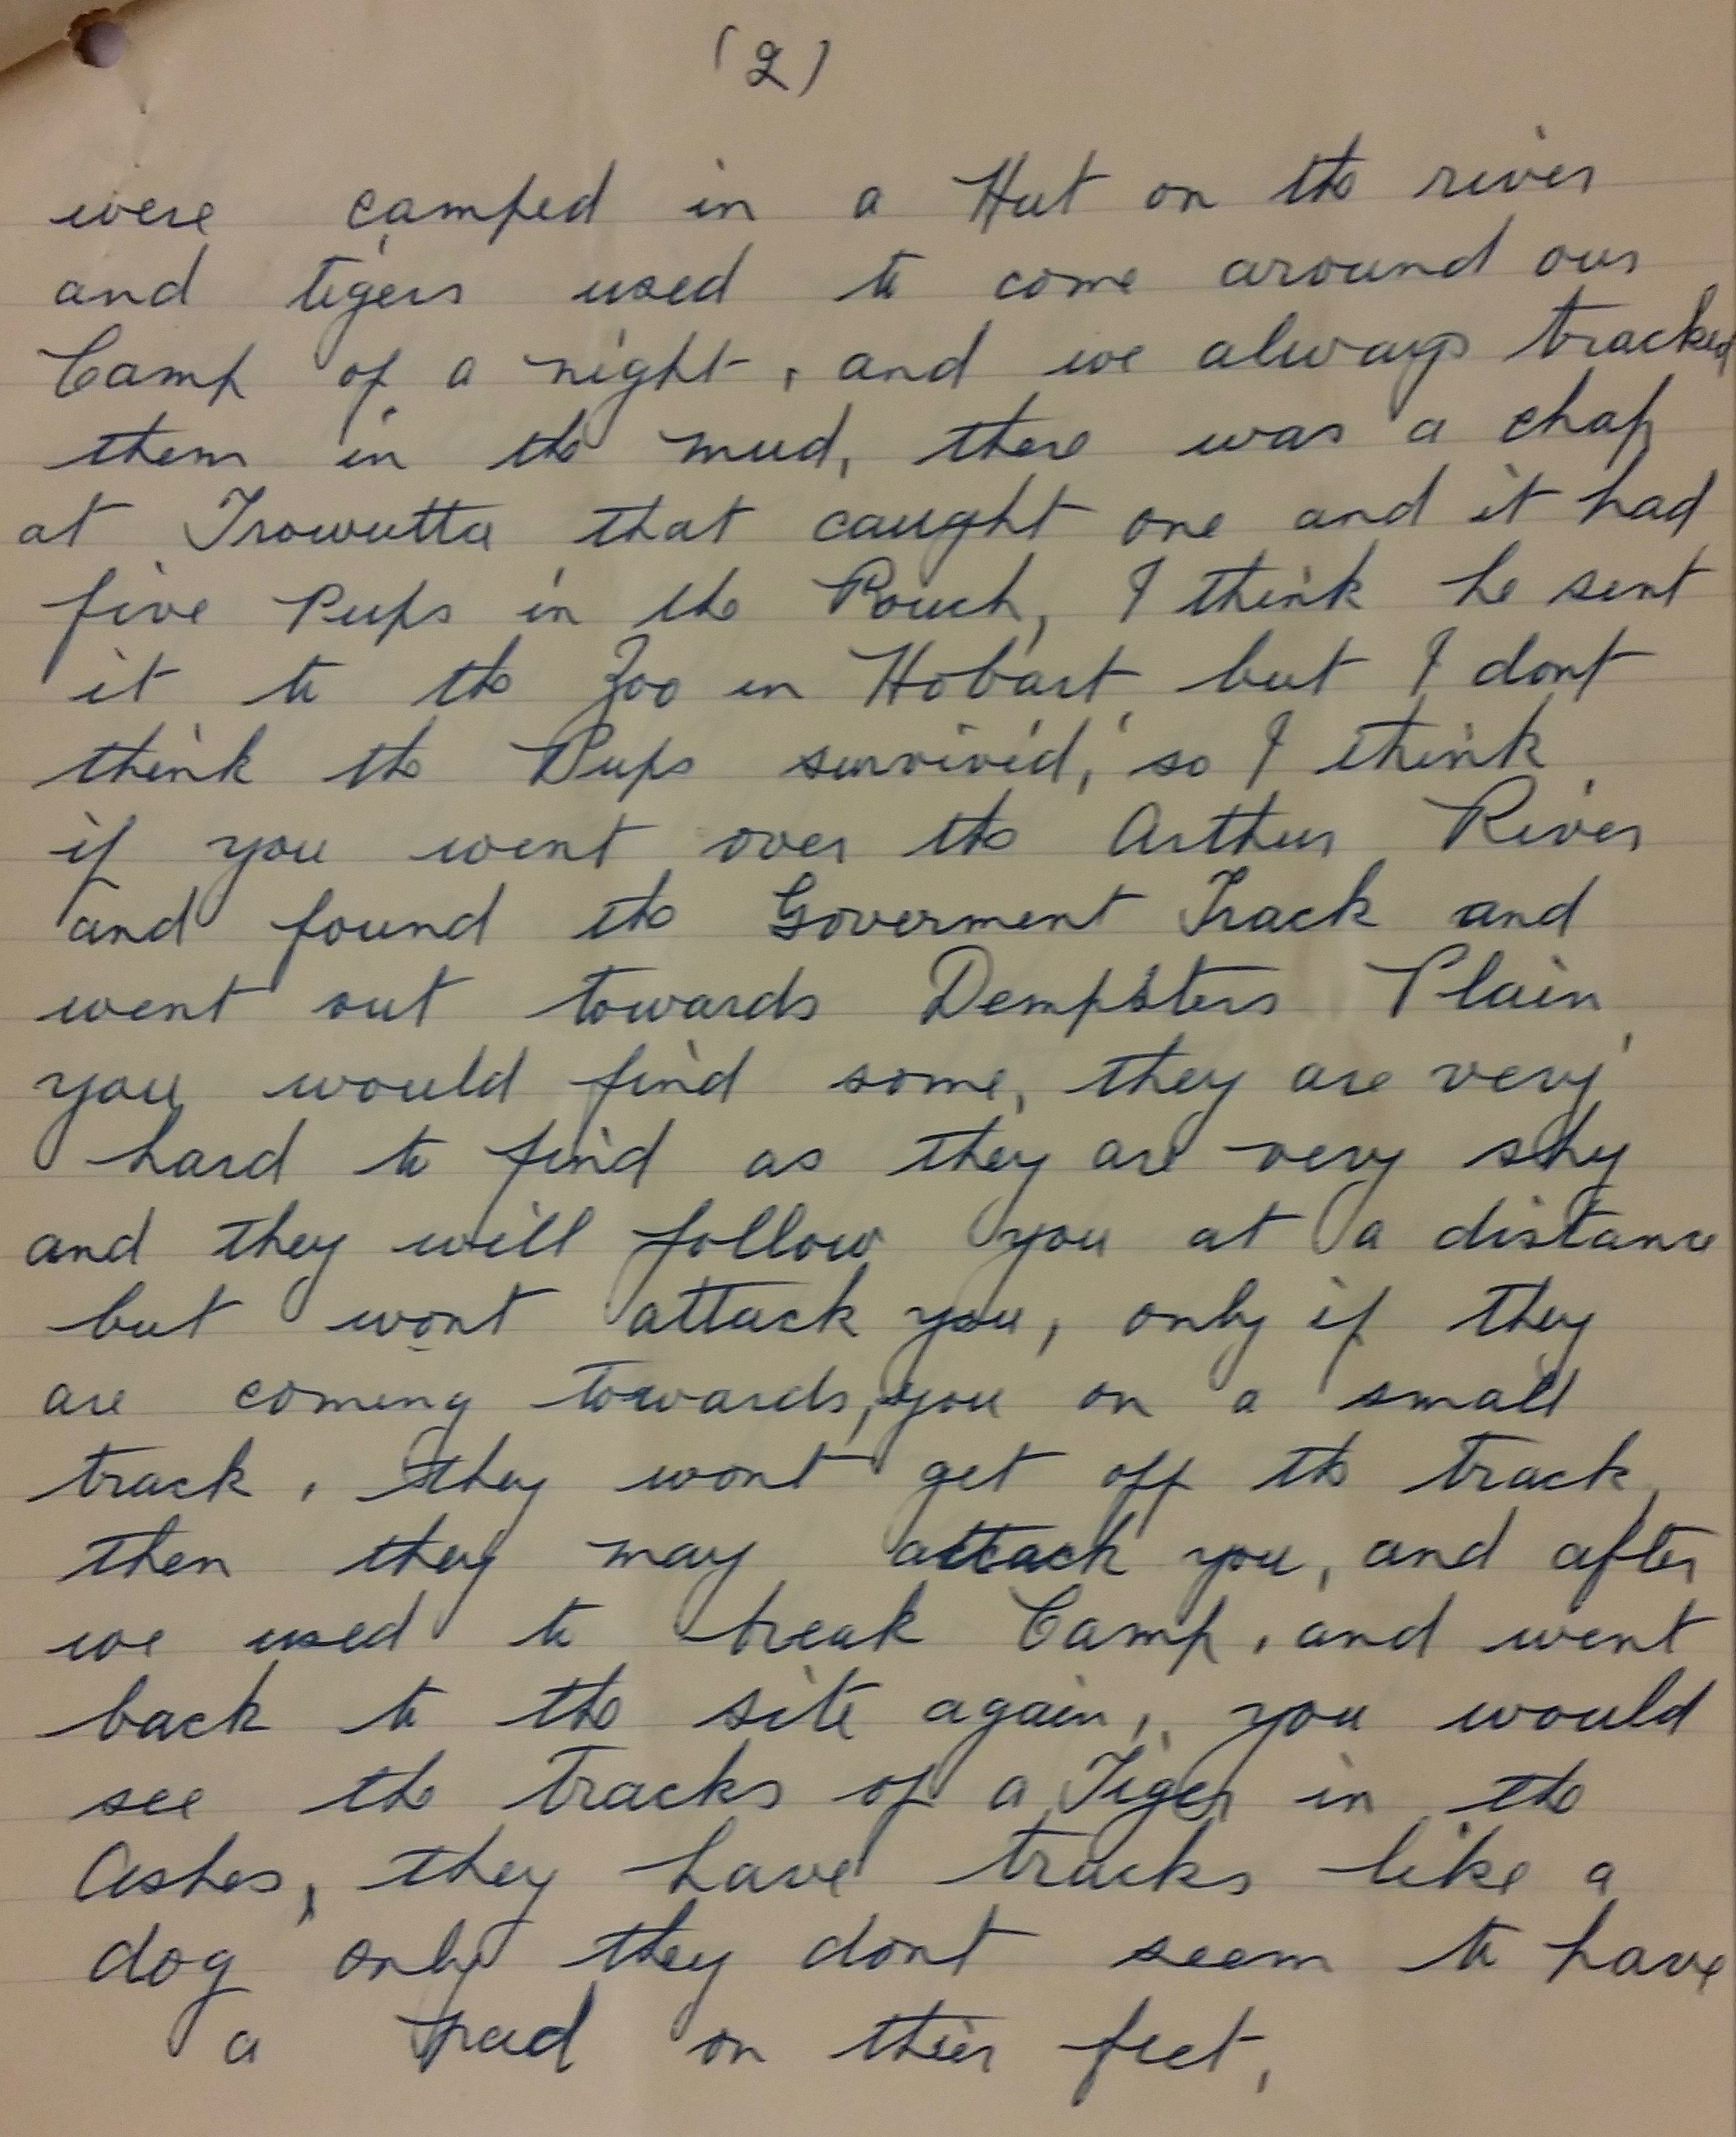 (2)
were camped in a Hut on the river
and tigers used to come around our
Camp of a night, and we always tracked
them in the mud, there was a chap
at Trowutta that caught one and it had
five Pups in the Pouch, I think he sent
it to the Zoo in Hobart, but I dont
think the Pups survivid, so I think
if you went over the Arthur River
and found the Goverment Track and
went out towards Dempsters Plain,
you would find some, they are very
hard to find as they are very shy
and they will follow you at a distance
but wont attack you, only if they
are coming towards, you on a small
track, they wont get off the track,
then they may attack you, and after
we used to break Camp, and went
back to the site again, you would
see the tracks of a Tiger in the
Ashes, they have tracks like a
dog only they dont seem to have
a pad on their feet,